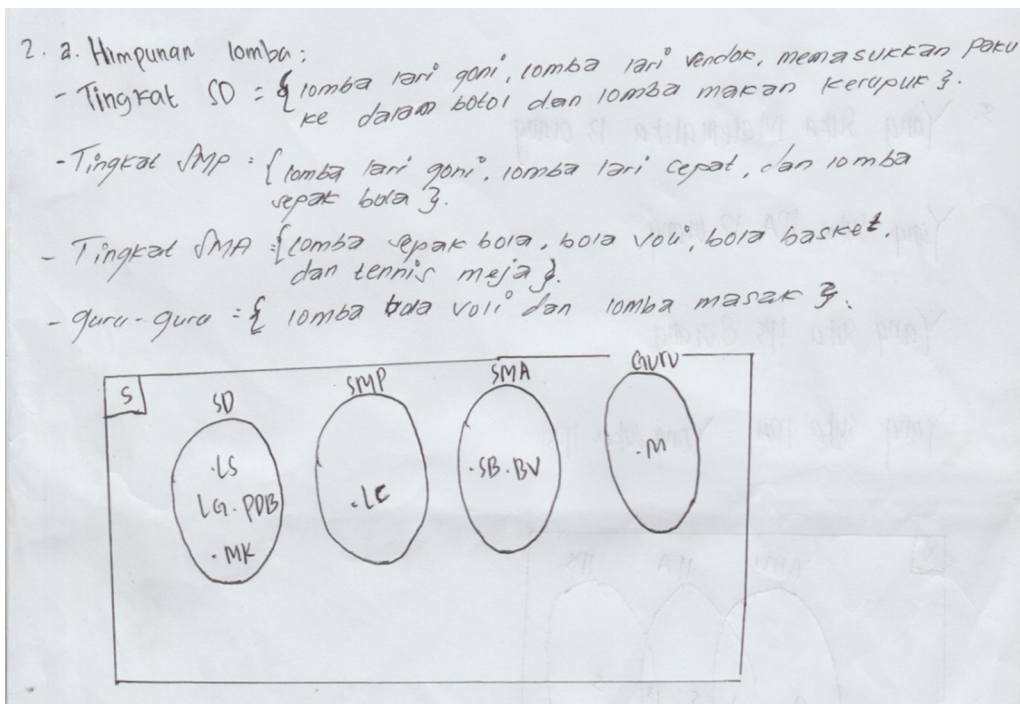 2. a. Himpunan lomba :
- Tingkat SD = { lomba lari goni, lomba lari sendok, memasukkan paku
ke dalam botol dan lomba makan kerupuk }.
- Tingkat SMP = { lomba lari goni, lomba lari cepat, dan lomba
sepak bola }.
- Tingkat SMA = { lomba sepak bola, bola voli, bola basket,
dan tennis meja }.
- guru-guru = { lomba bola voli dan lomba masak }.
S
SD SMP SMA Guru
.LS
LG.PDB
.MK
.LC
.SB.BV
.M